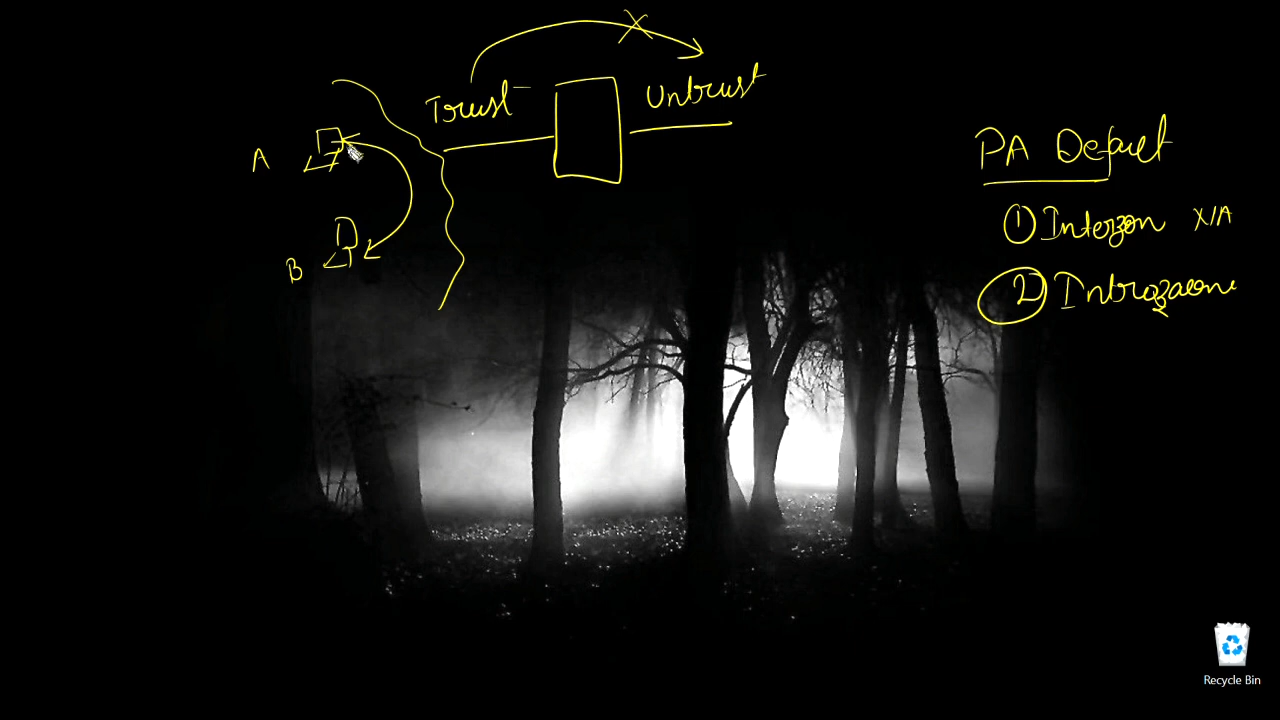 Trust
Untrust
A
B
PA Default
① Interzon X/A
② Intrazaone
Recycle Bin